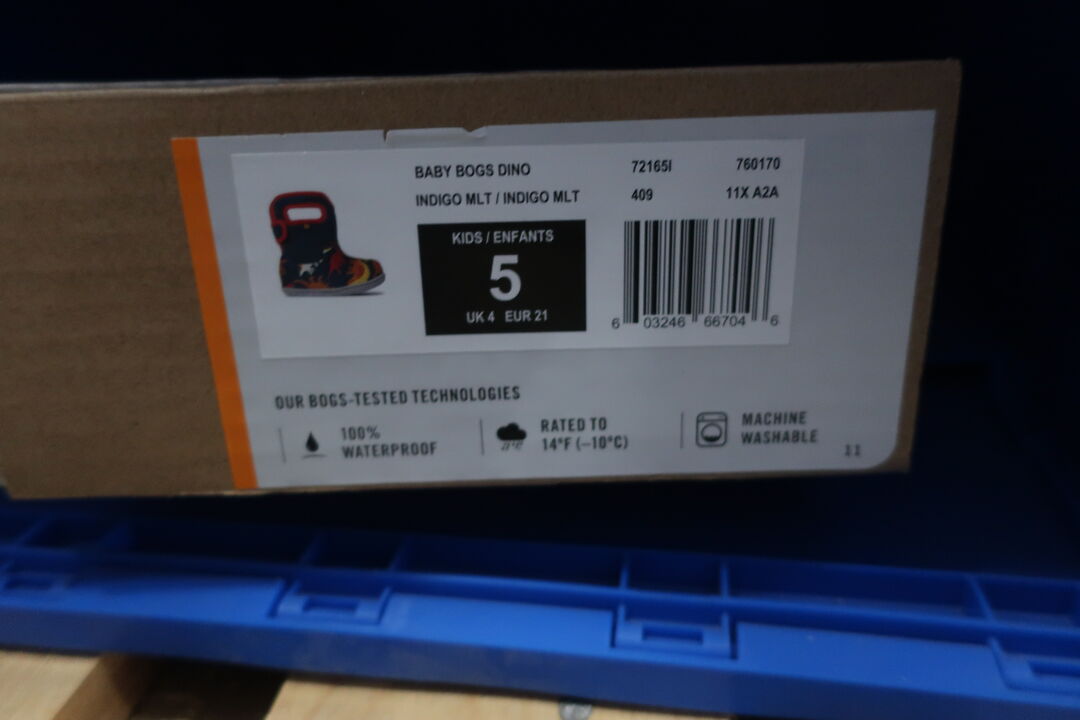 BABY BOGS DINO 72165I 760170
INDIGO MLT / INDIGO MLT 409 11X A2A
KIDS / ENFANTS
5
UK 4 EUR 21
6 03246 66704 6
OUR BOGS-TESTED TECHNOLOGIES
100%
WATERPROOF
RATED TO
14°F (–10°C)
MACHINE
WASHABLE
11